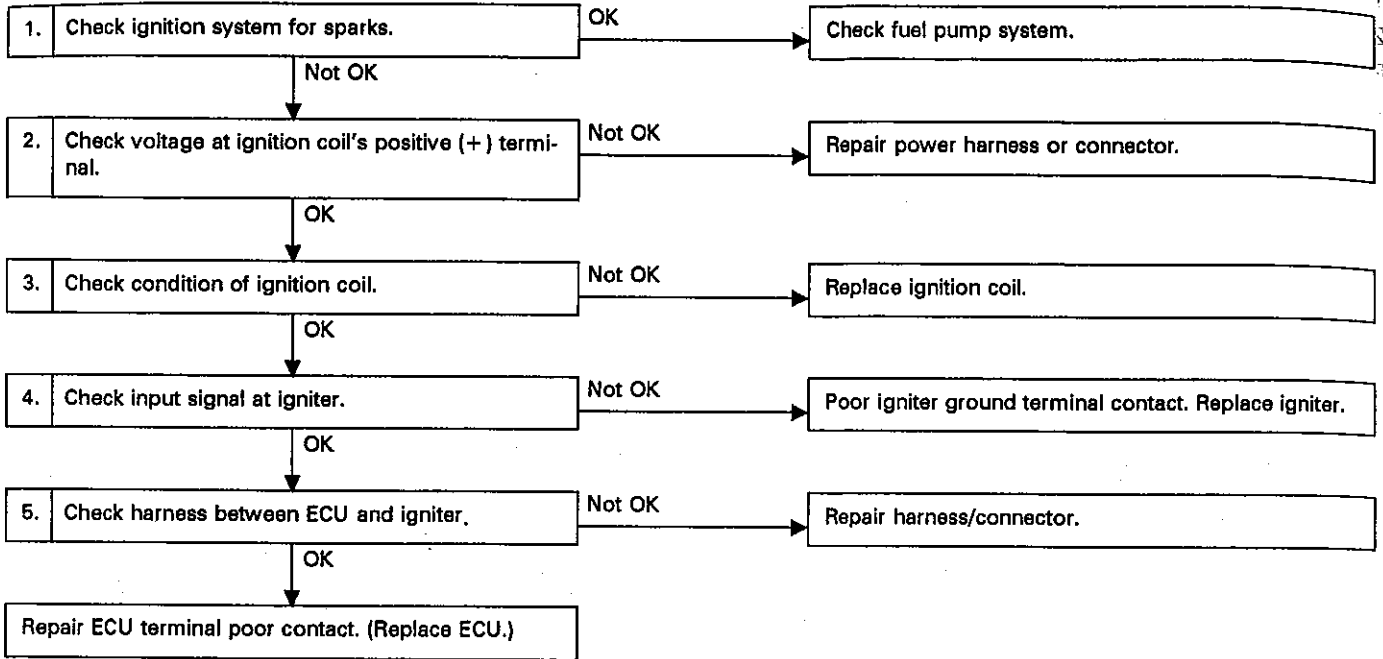 1. Check ignition system for sparks.
OK
Check fuel pump system.
Not OK
2. Check voltage at ignition coil's positive (+) termi-
nal.
Not OK
Repair power harness or connector.
OK
3. Check condition of ignition coil.
Not OK
Replace ignition coil.
OK
4. Check input signal at igniter.
Not OK
Poor igniter ground terminal contact. Replace igniter.
OK
5. Check harness between ECU and igniter.
Not OK
Repair harness/connector.
OK
Repair ECU terminal poor contact. (Replace ECU.)